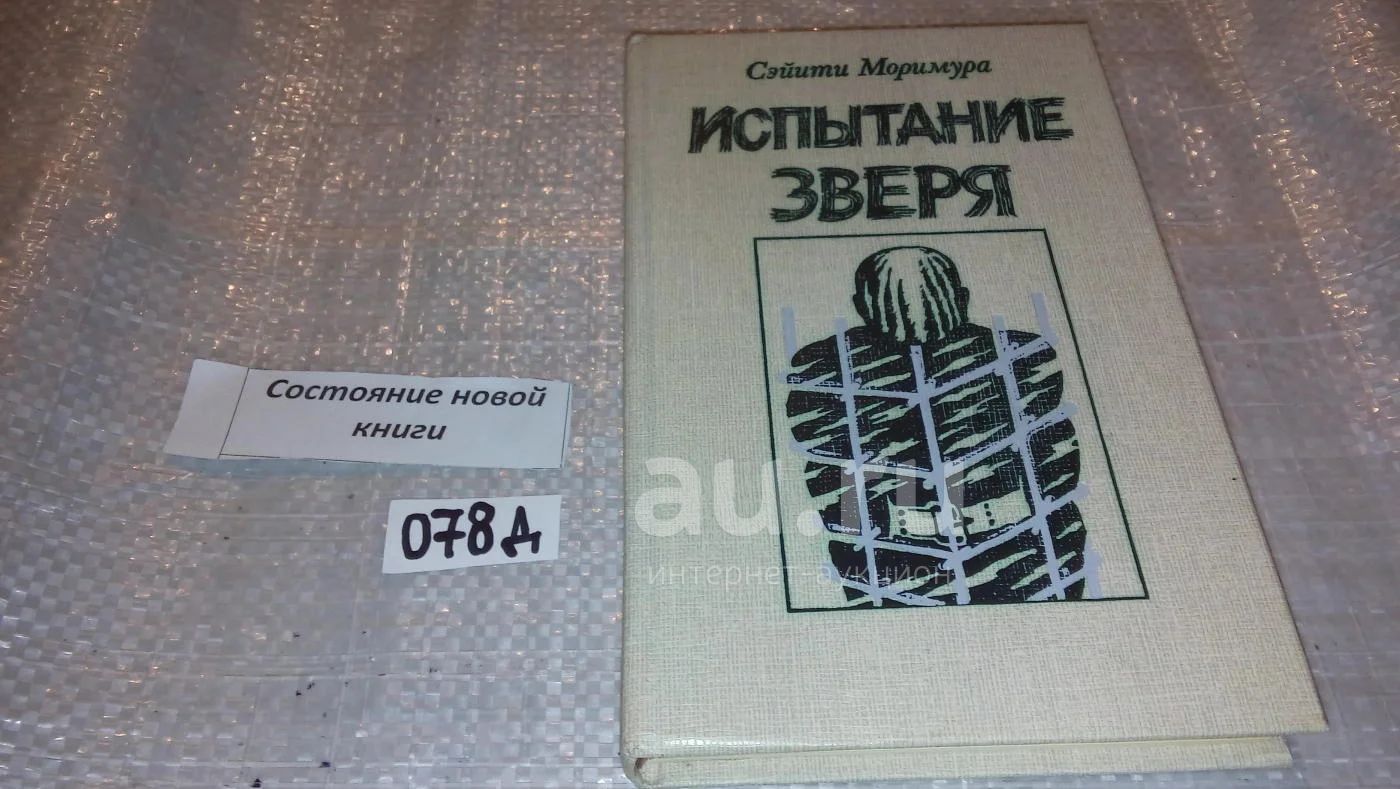 Сэйити Моримура
ИСПЫТАНИЕ
ЗВЕРЯ
Состояние новой
книги
078д
au.ru
интернет-аукцион